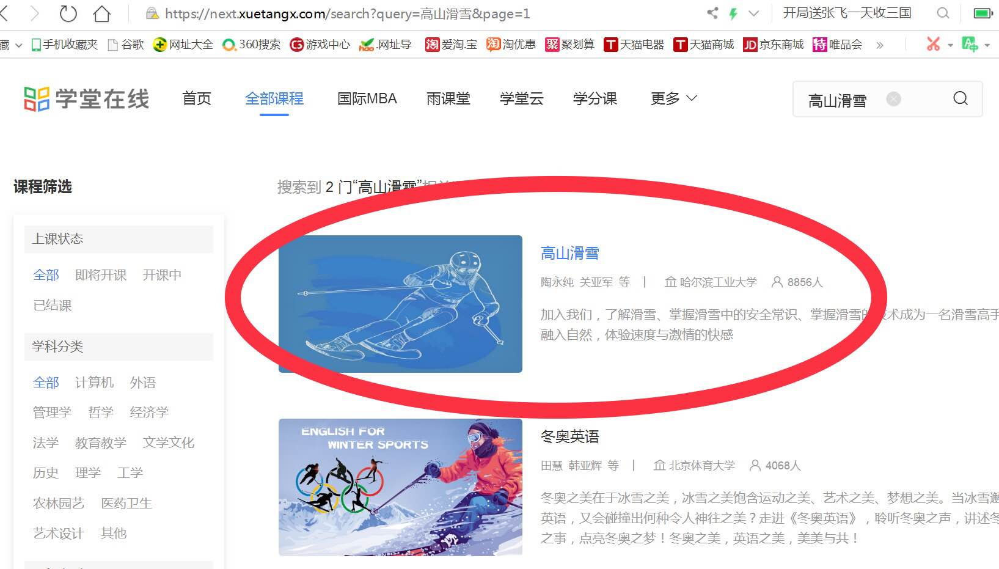 https://next.xuetangx.com/search?query=高山滑雪&page=1
开局送张飞一天收三国
藏 手机收藏夹 谷歌 网址大全 360搜索 游戏中心 网址导 爱淘.宝 淘优惠 聚划算 天猫电器 天猫商城 京东商城 唯品会 »
学堂在线 首页 全部课程 国际MBA 雨课堂 学堂云 学分课 更多 高山滑雪
课程筛选
搜索到 2 门“高山滑雪”
上课状态
全部 即将开课 开课中
已结课
学科分类
全部 计算机 外语
管理学 哲学 经济学
法学 教育教学 文学文化
历史 理学 工学
农林园艺 医药卫生
艺术设计 其他
高山滑雪
陶永纯 关亚军 等 | 哈尔滨工业大学 8856人
加入我们，了解滑雪、掌握滑雪中的安全常识、掌握滑雪的技术成为一名滑雪高手
融入自然，体验速度与激情的快感
ENGLISH FOR
WINTER SPORTS
冬奥英语
田慧 韩亚辉 等 | 北京体育大学 4068人
冬奥之美在于冰雪之美，冰雪之美饱含运动之美、艺术之美、梦想之美。当冰雪邂
英语，又会碰撞出何种令人神往之美？走进《冬奥英语》，聆听冬奥之声，讲述冬
之事，点亮冬奥之梦！冬奥之美，英语之美，美美与共！